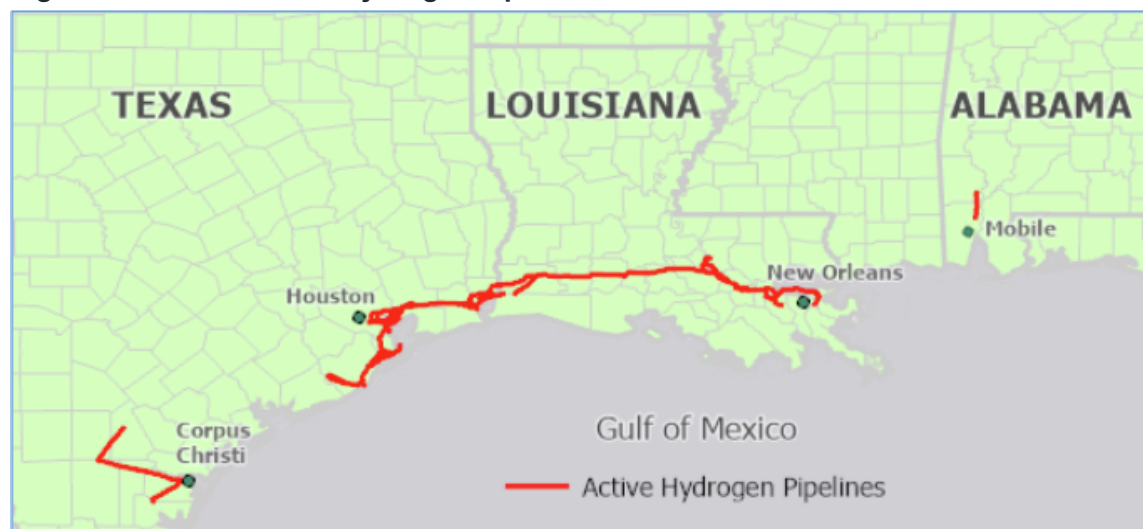 TEXAS
LOUISIANA
ALABAMA
Mobile
New Orleans
Houston
Corpus
Christi
Gulf of Mexico
Active Hydrogen Pipelines